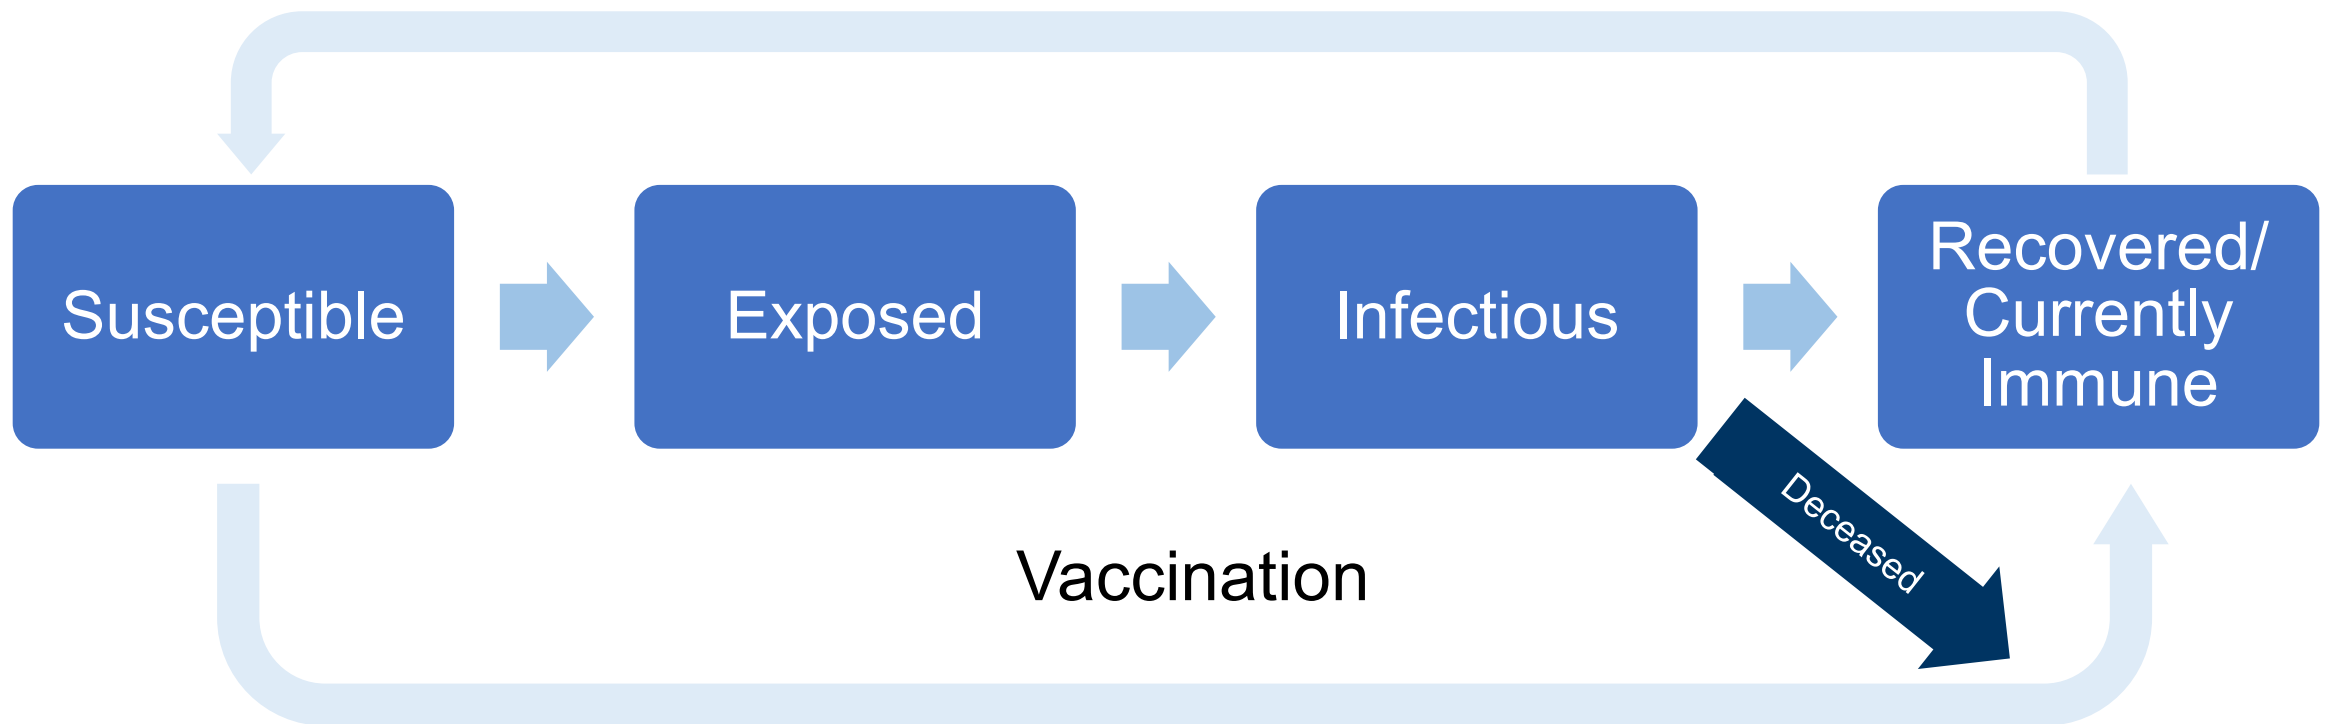 Susceptible
Exposed
Infectious
Recovered/
Currently
Immune
Deceased
Vaccination